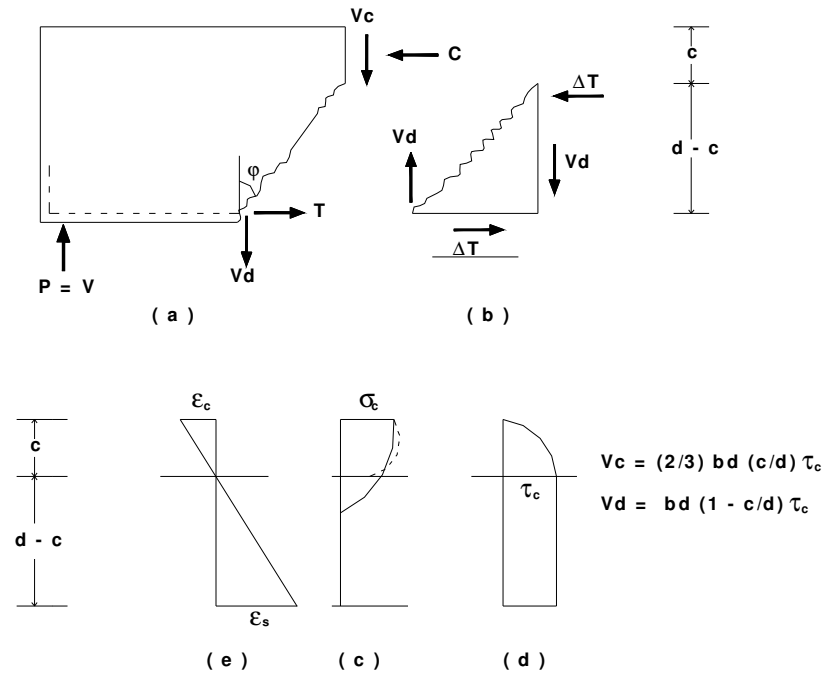 Vc
C
c
ΔT
Vd
Vd
d - c
φ
T
Vd
ΔT
P = V
( a )
( b )
εc
σc
c
Vc = (2/3) bd (c/d) τc
τc
Vd = bd (1 - c/d) τc
d - c
εs
( e )
( c )
( d )